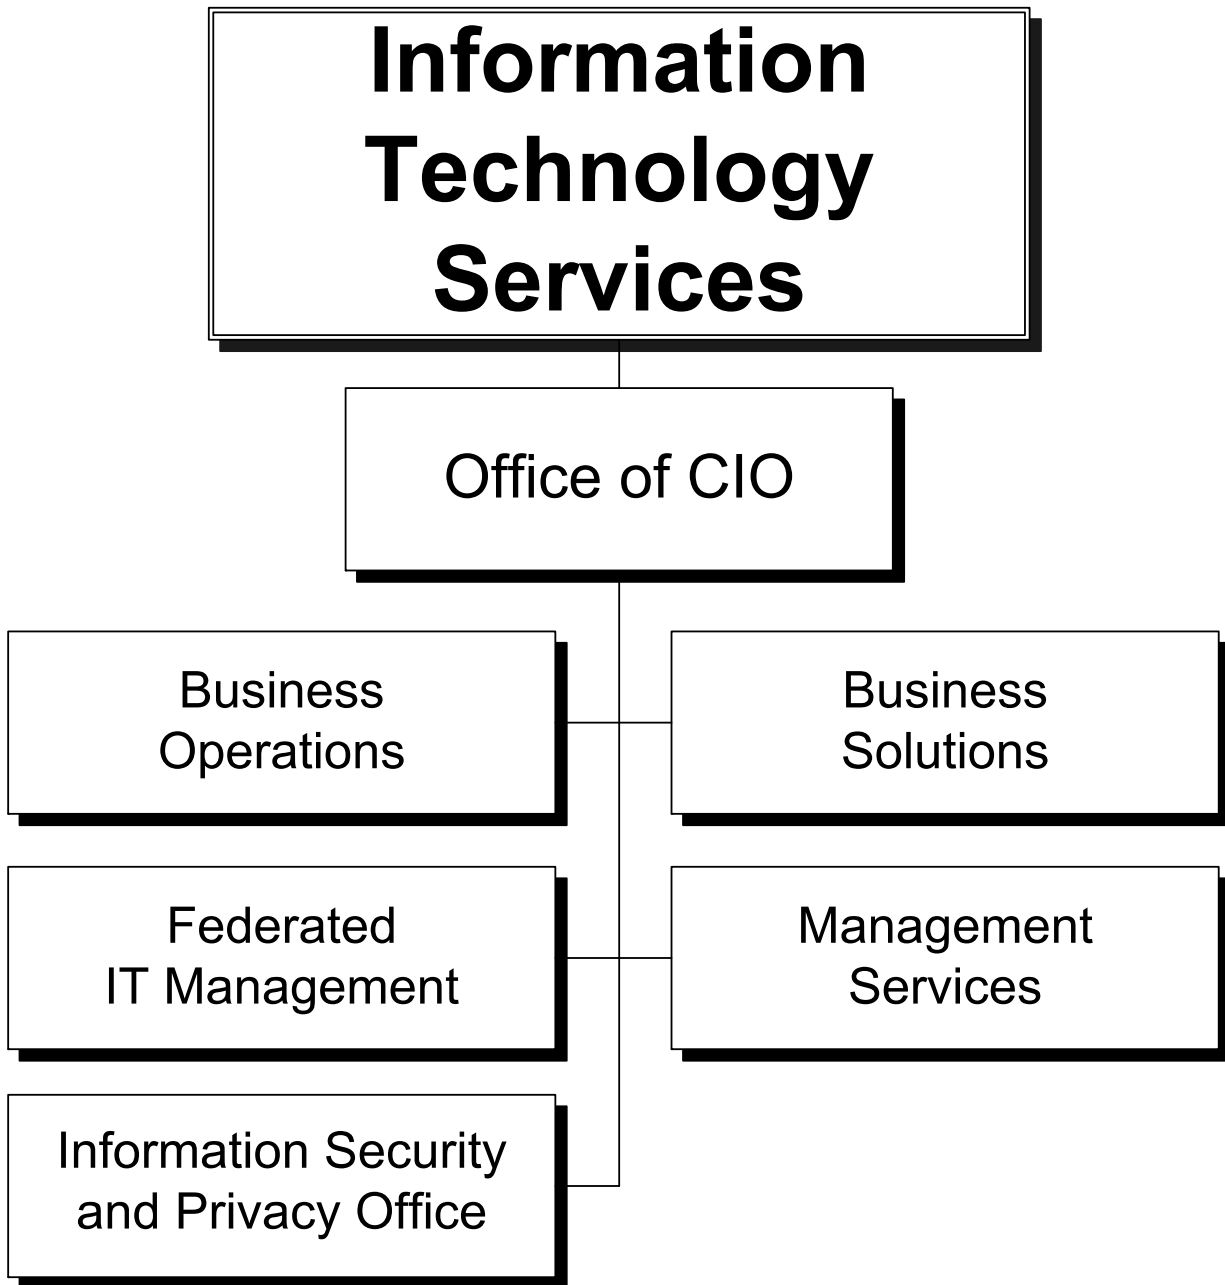 Information
Technology
Services
Office of CIO
Business
Operations
Business
Solutions
Federated
IT Management
Management
Services
Information Security
and Privacy Office